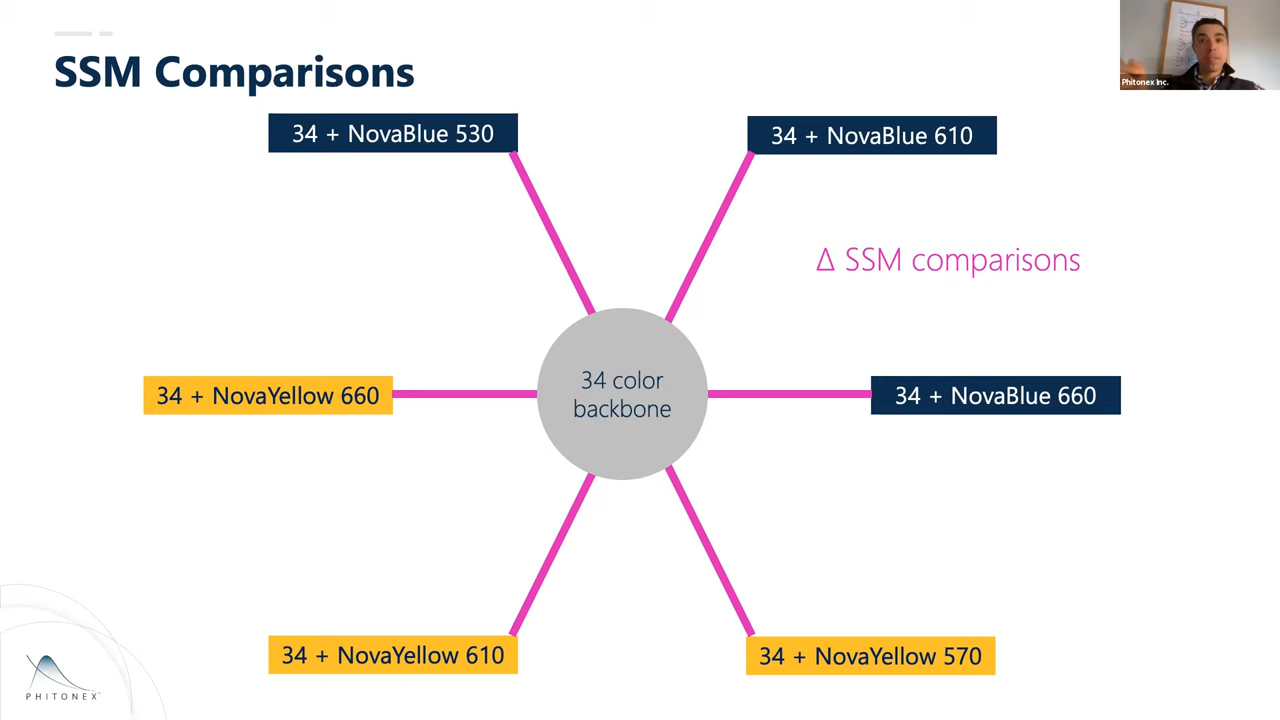 SSM Comparisons
Phitonex Inc.
34 + NovaBlue 530
34 + NovaBlue 610
Δ SSM comparisons
34 color
backbone
34 + NovaYellow 660
34 + NovaBlue 660
34 + NovaYellow 610
34 + NovaYellow 570
PHITONEX